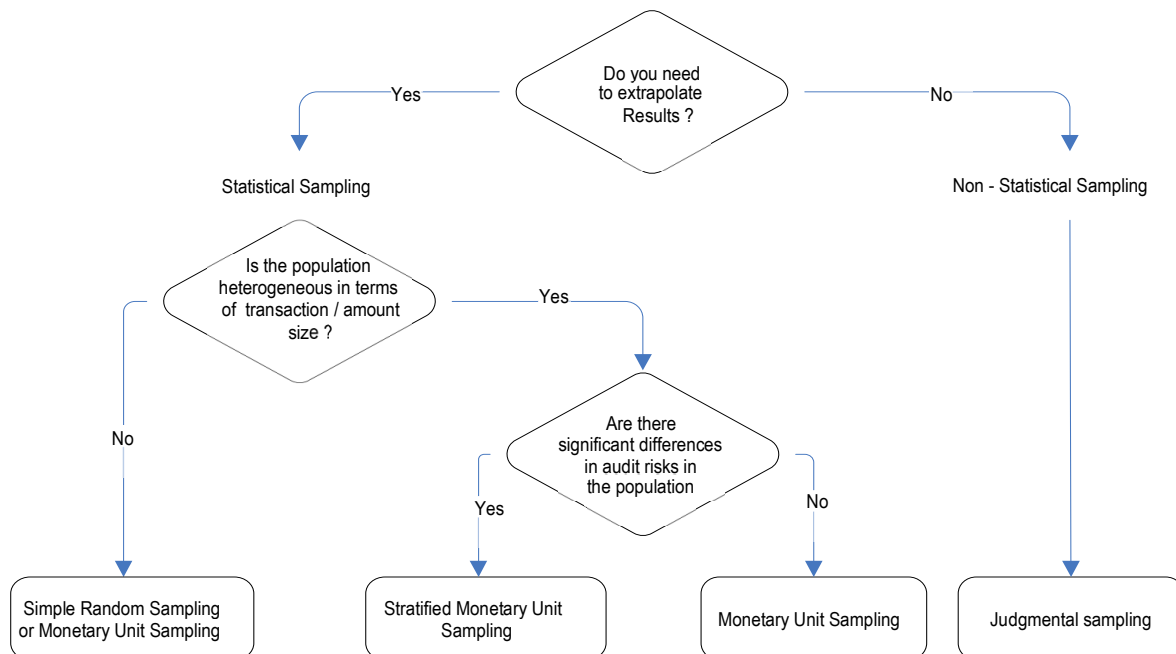 Do you need
to extrapolate
Results ?
Yes
No
Statistical Sampling
Non - Statistical Sampling
Is the population
heterogeneous in terms
of transaction / amount
size ?
Yes
No
Are there
significant differences
in audit risks in
the population
Yes
No
Simple Random Sampling
or Monetary Unit Sampling
Stratified Monetary Unit
Sampling
Monetary Unit Sampling
Judgmental sampling